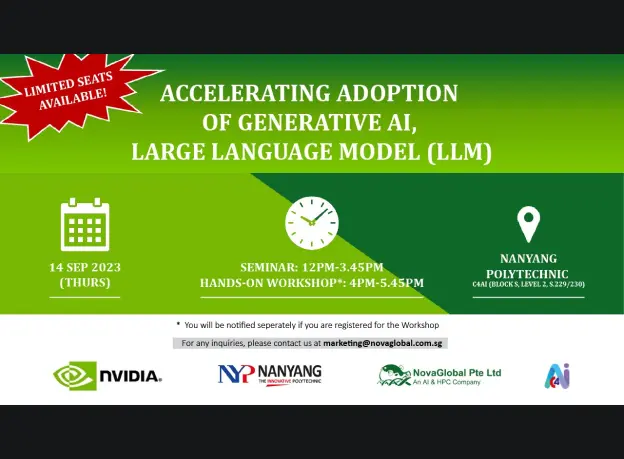 LIMITED SEATS
AVAILABLE!
ACCELERATING ADOPTION
OF GENERATIVE AI,
LARGE LANGUAGE MODEL (LLM)
14 SEP 2023
(THURS)
SEMINAR: 12PM-3.45PM
HANDS-ON WORKSHOP*: 4PM-5.45PM
NANYANG
POLYTECHNIC
C4AI (BLOCK S, LEVEL 2, S.229/230)
* You will be notified seperately if you are registered for the Workshop
For any inquiries, please contact us at marketing@novaglobal.com.sg
NVIDIA.
NYP NANYANG
THE INNOVATIVE POLYTECHNIC
NovaGlobal Pte Ltd
An AI & HPC Company
C4Ai